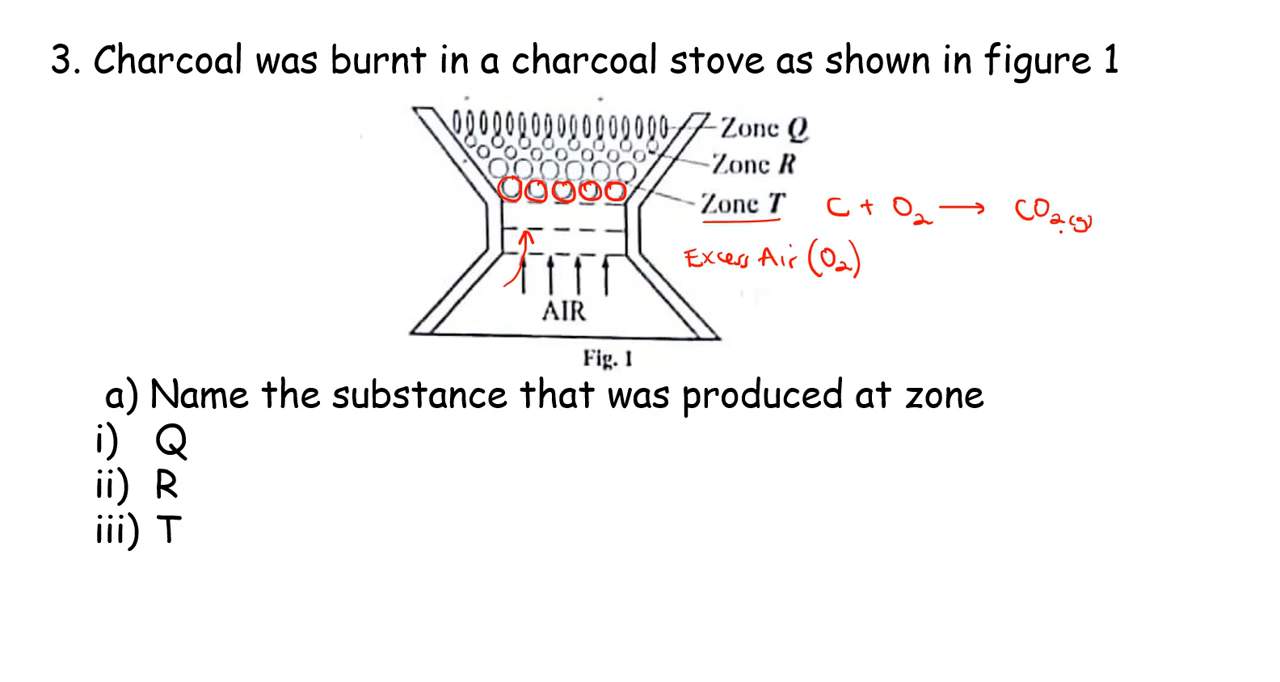 3. Charcoal was burnt in a charcoal stove as shown in figure 1
Zone Q
Zone R
Zone T C + O₂ → CO₂(g)
Excess Air (O₂)
AIR
Fig. 1
a) Name the substance that was produced at zone
i) Q
ii) R
iii) T